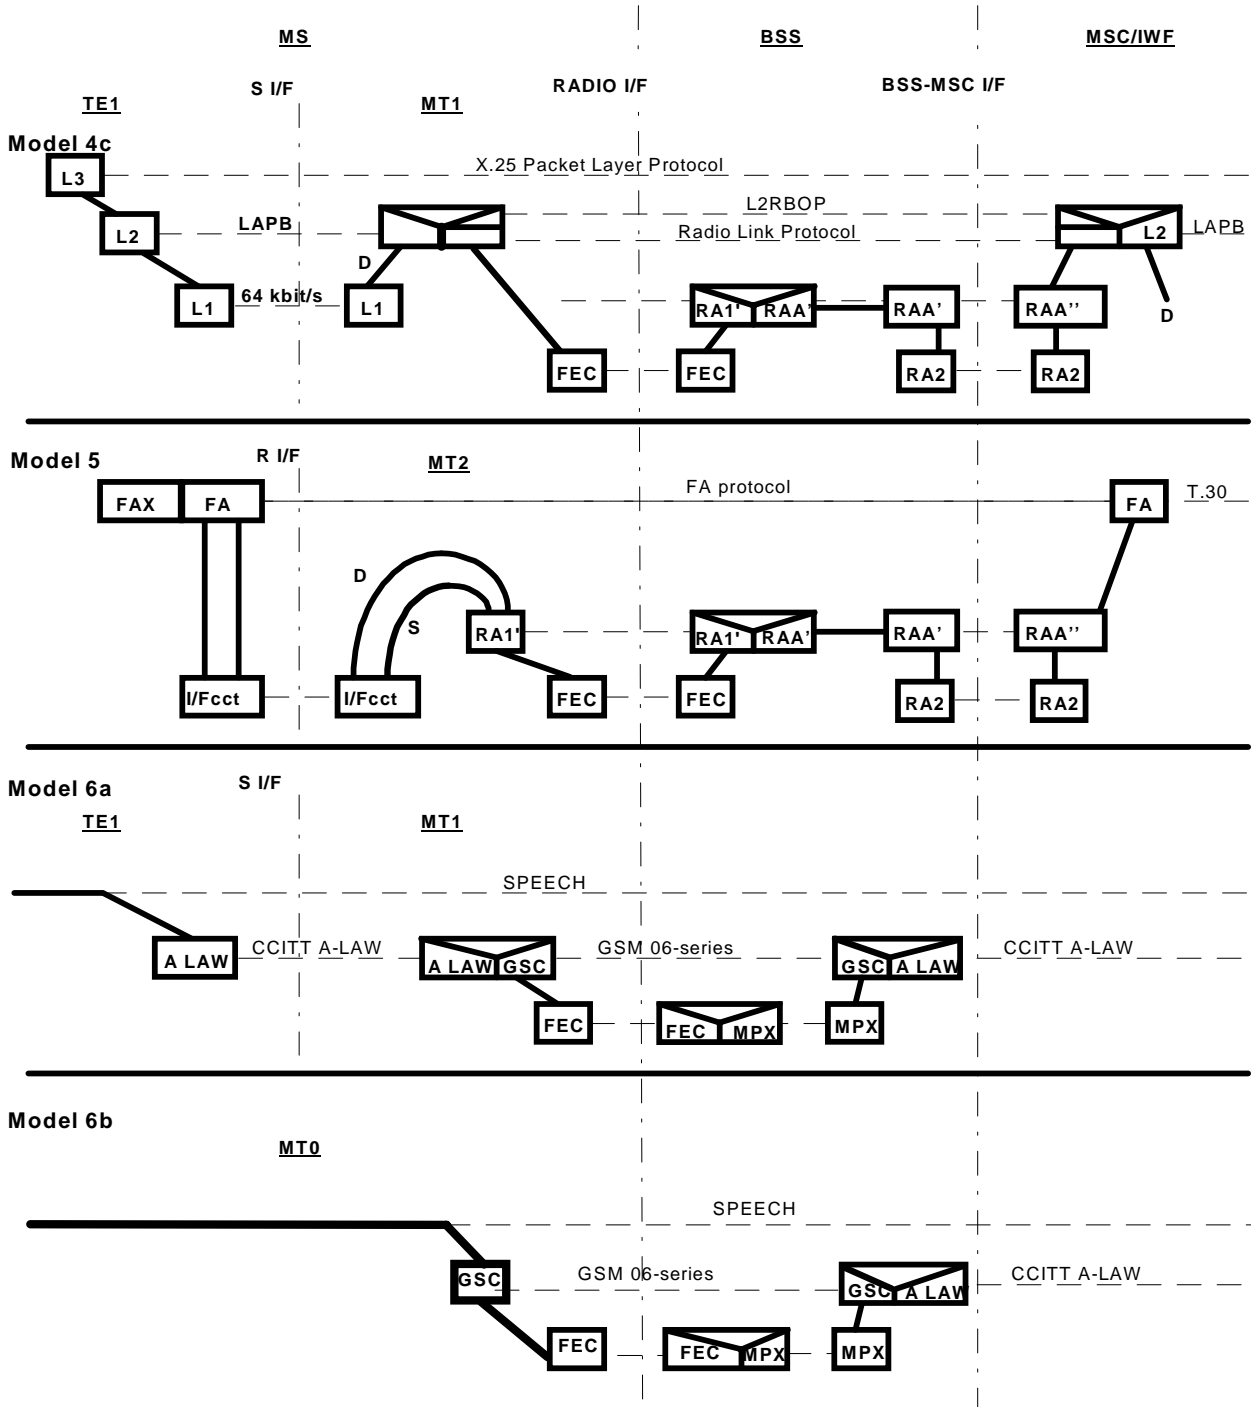 MS BSS MSC/IWF
S I/F RADIO I/F BSS-MSC I/F
TE1 MT1
Model 4c
X.25 Packet Layer Protocol
L3
L2RBOP
L2 LAPB Radio Link Protocol L2 LAPB
D
L1 64 kbit/s L1 RA1' RAA' RAA' RAA'' D
FEC FEC RA2 RA2
Model 5 R I/F MT2
FAX FA FA protocol FA T.30
D
S
RA1' RA1' RAA' RAA' RAA''
I/Fcct I/Fcct FEC FEC RA2 RA2
Model 6a S I/F
TE1 MT1
SPEECH
A LAW CCITT A-LAW A LAW GSC GSM 06-series GSC A LAW CCITT A-LAW
FEC FEC MPX MPX
Model 6b
MT0
SPEECH
GSC GSM 06-series GSC A LAW CCITT A-LAW
FEC FEC MPX MPX